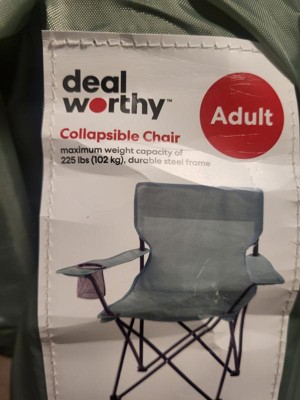 deal
worthy™
Adult
Collapsible Chair
maximum weight capacity of
225 lbs (102 kg), durable steel frame